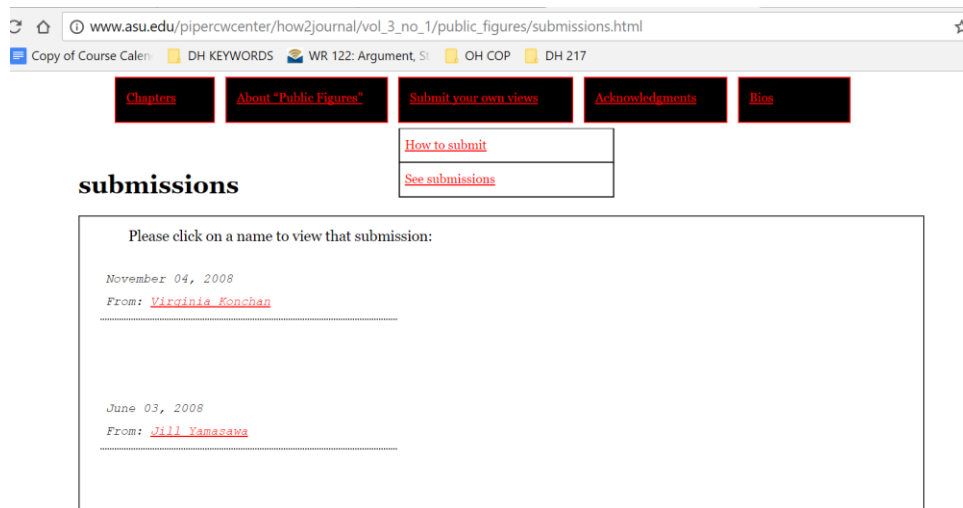 www.asu.edu/pipercwcenter/how2journal/vol_3_no_1/public_figures/submissions.html
Copy of Course Calen DH KEYWORDS WR 122: Argument, St OH COP DH 217
Chapters About “Public Figures” Submit your own views Acknowledgments Bios
How to submit
See submissions
submissions
Please click on a name to view that submission:
November 04, 2008
From: Virginia Konchan
June 03, 2008
From: Jill Yamasawa